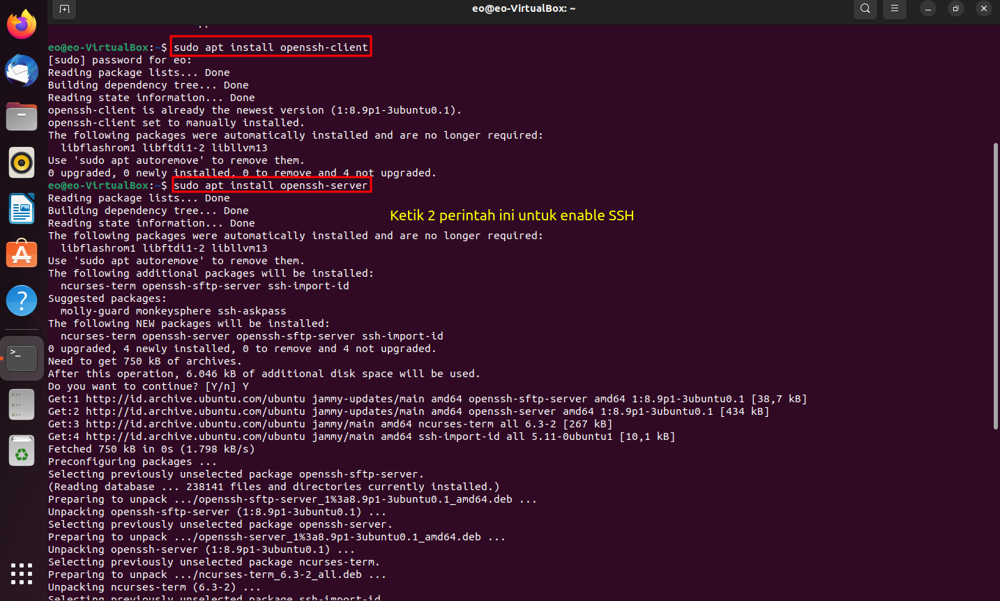 eo@eo-VirtualBox: ~
eo@eo-VirtualBox:~$ sudo apt install openssh-client
[sudo] password for eo:
Reading package lists... Done
Building dependency tree... Done
Reading state information... Done
openssh-client is already the newest version (1:8.9p1-3ubuntu0.1).
openssh-client set to manually installed.
The following packages were automatically installed and are no longer required:
  libflashrom1 libftdi1-2 libllvm13
Use 'sudo apt autoremove' to remove them.
0 upgraded, 0 newly installed, 0 to remove and 4 not upgraded.
eo@eo-VirtualBox:~$ sudo apt install openssh-server
Reading package lists... Done
Building dependency tree... Done
Ketik 2 perintah ini untuk enable SSH
Reading state information... Done
The following packages were automatically installed and are no longer required:
  libflashrom1 libftdi1-2 libllvm13
Use 'sudo apt autoremove' to remove them.
The following additional packages will be installed:
  ncurses-term openssh-sftp-server ssh-import-id
Suggested packages:
  molly-guard monkeysphere ssh-askpass
The following NEW packages will be installed:
  ncurses-term openssh-server openssh-sftp-server ssh-import-id
0 upgraded, 4 newly installed, 0 to remove and 4 not upgraded.
Need to get 750 kB of archives.
After this operation, 6.046 kB of additional disk space will be used.
Do you want to continue? [Y/n] Y
Get:1 http://id.archive.ubuntu.com/ubuntu jammy-updates/main amd64 openssh-sftp-server amd64 1:8.9p1-3ubuntu0.1 [38,7 kB]
Get:2 http://id.archive.ubuntu.com/ubuntu jammy-updates/main amd64 openssh-server amd64 1:8.9p1-3ubuntu0.1 [434 kB]
Get:3 http://id.archive.ubuntu.com/ubuntu jammy/main amd64 ncurses-term all 6.3-2 [267 kB]
Get:4 http://id.archive.ubuntu.com/ubuntu jammy/main amd64 ssh-import-id all 5.11-0ubuntu1 [10,1 kB]
Fetched 750 kB in 0s (1.798 kB/s)
Preconfiguring packages ...
Selecting previously unselected package openssh-sftp-server.
(Reading database ... 238141 files and directories currently installed.)
Preparing to unpack .../openssh-sftp-server_1%3a8.9p1-3ubuntu0.1_amd64.deb ...
Unpacking openssh-sftp-server (1:8.9p1-3ubuntu0.1) ...
Selecting previously unselected package openssh-server.
Preparing to unpack .../openssh-server_1%3a8.9p1-3ubuntu0.1_amd64.deb ...
Unpacking openssh-server (1:8.9p1-3ubuntu0.1) ...
Selecting previously unselected package ncurses-term.
Preparing to unpack .../ncurses-term_6.3-2_all.deb ...
Unpacking ncurses-term (6.3-2) ...
Selecting previously unselected package ssh-import-id